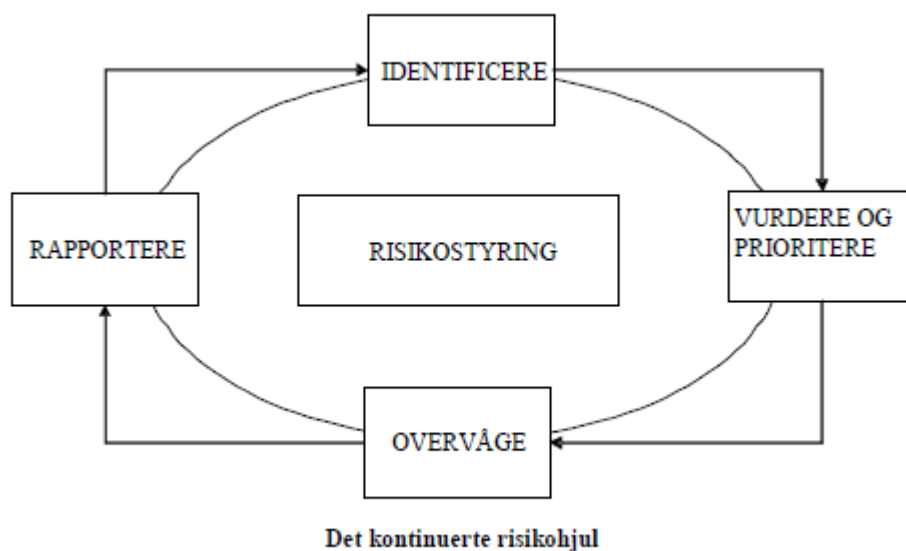 IDENTIFICERE
VURDERE OG
PRIORITERE
RAPPORTERE
RISIKOSTYRING
OVERVÅGE
Det kontinuerte risikohjul